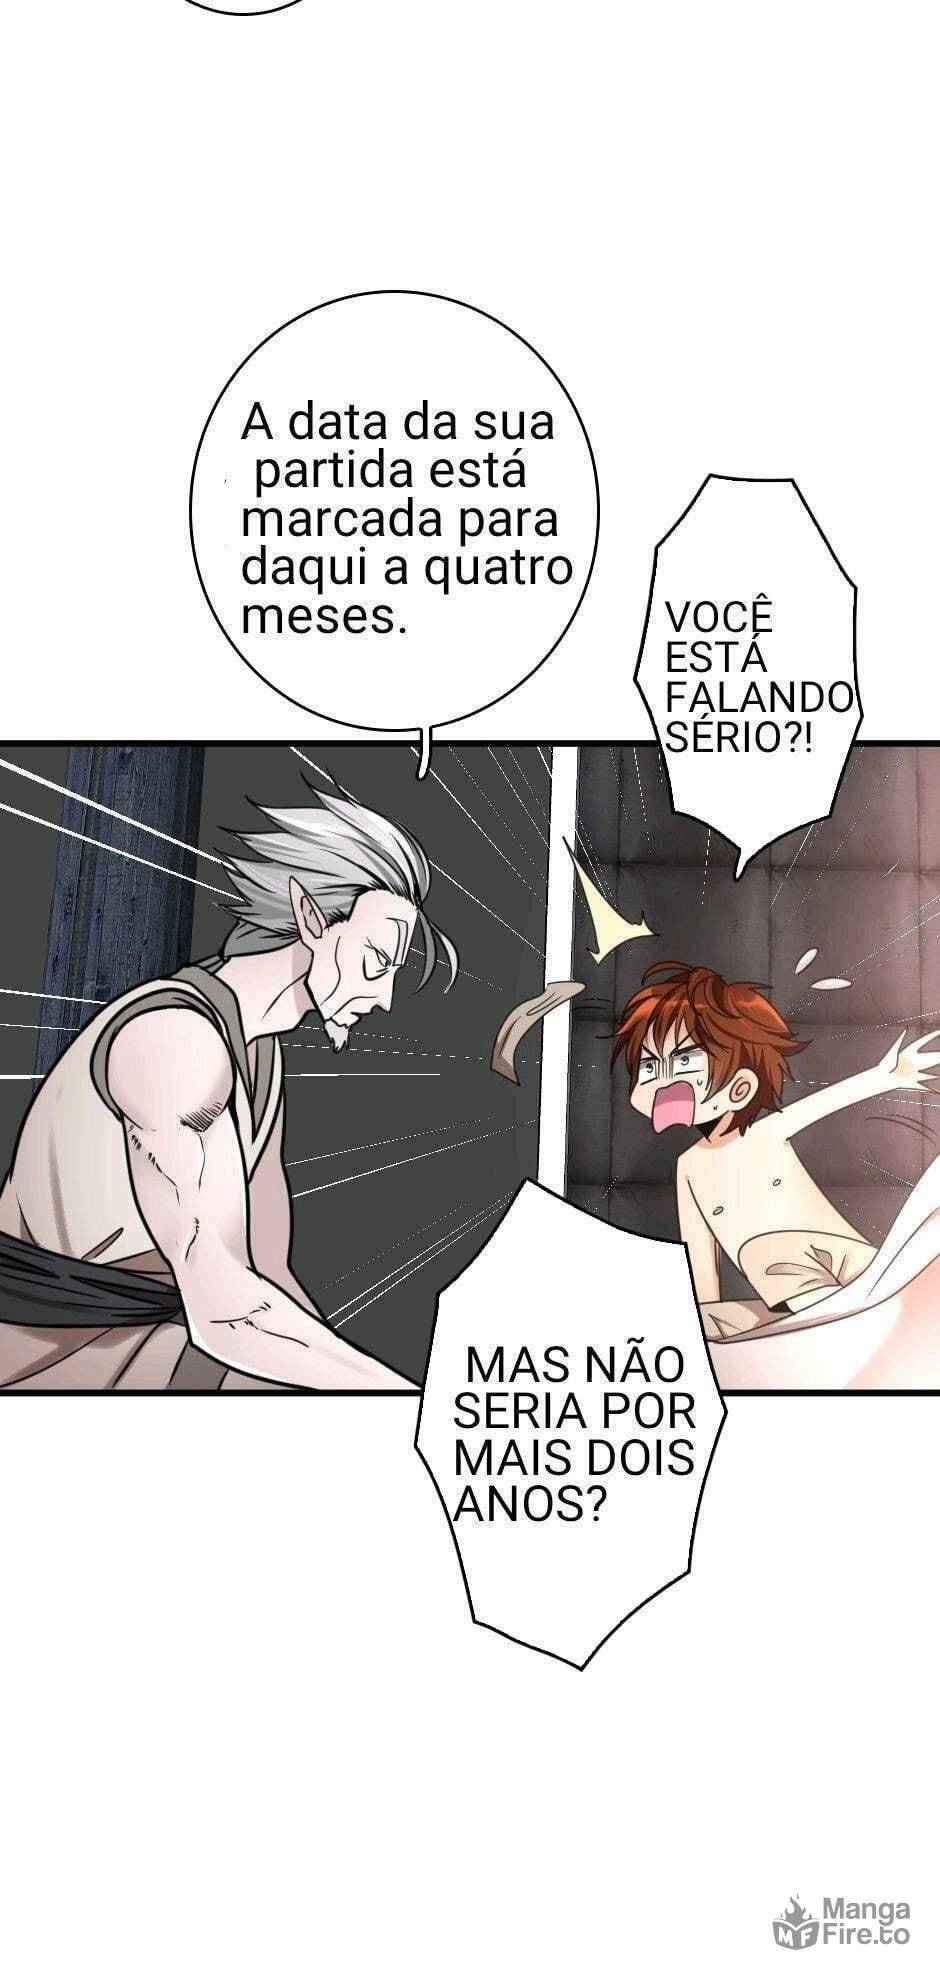 A data da sua
partida está
marcada para
daqui a quatro
meses.
VOCÊ
ESTÁ
FALANDO
SÉRIO?!
MAS NÃO
SERIA POR
MAIS DOIS
ANOS?
MF
Manga
Fire.to